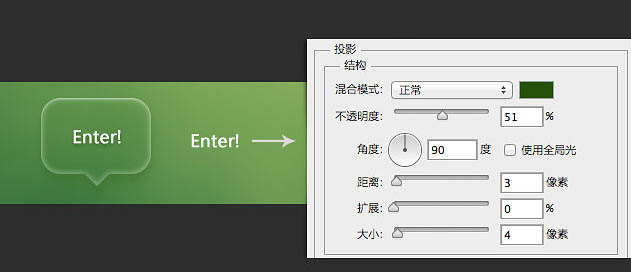 Enter!
Enter!
投影
结构
混合模式: 正常
不透明度: 51 %
角度: 90 度 使用全局光
距离: 3 像素
扩展: 0 %
大小: 4 像素